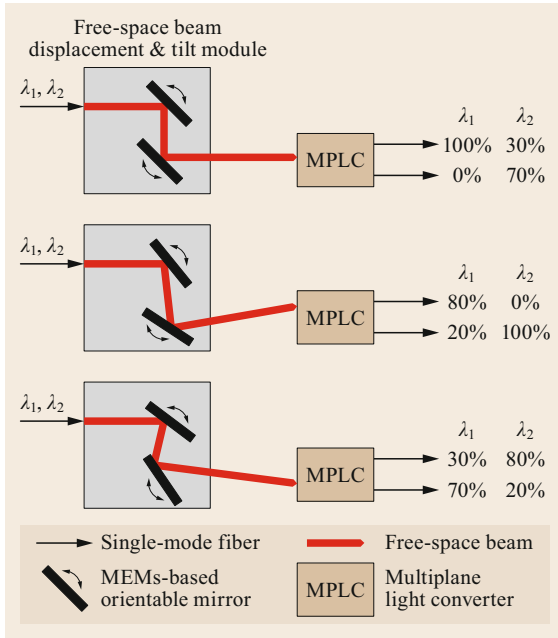 Free-space beam
displacement & tilt module
λ1, λ2
λ1 λ2
MPLC
100% 30%
0% 70%
λ1, λ2
λ1 λ2
MPLC
80% 0%
20% 100%
λ1, λ2
λ1 λ2
MPLC
30% 80%
70% 20%
Single-mode fiber
Free-space beam
MEMs-based
orientable mirror
MPLC
Multiplane
light converter